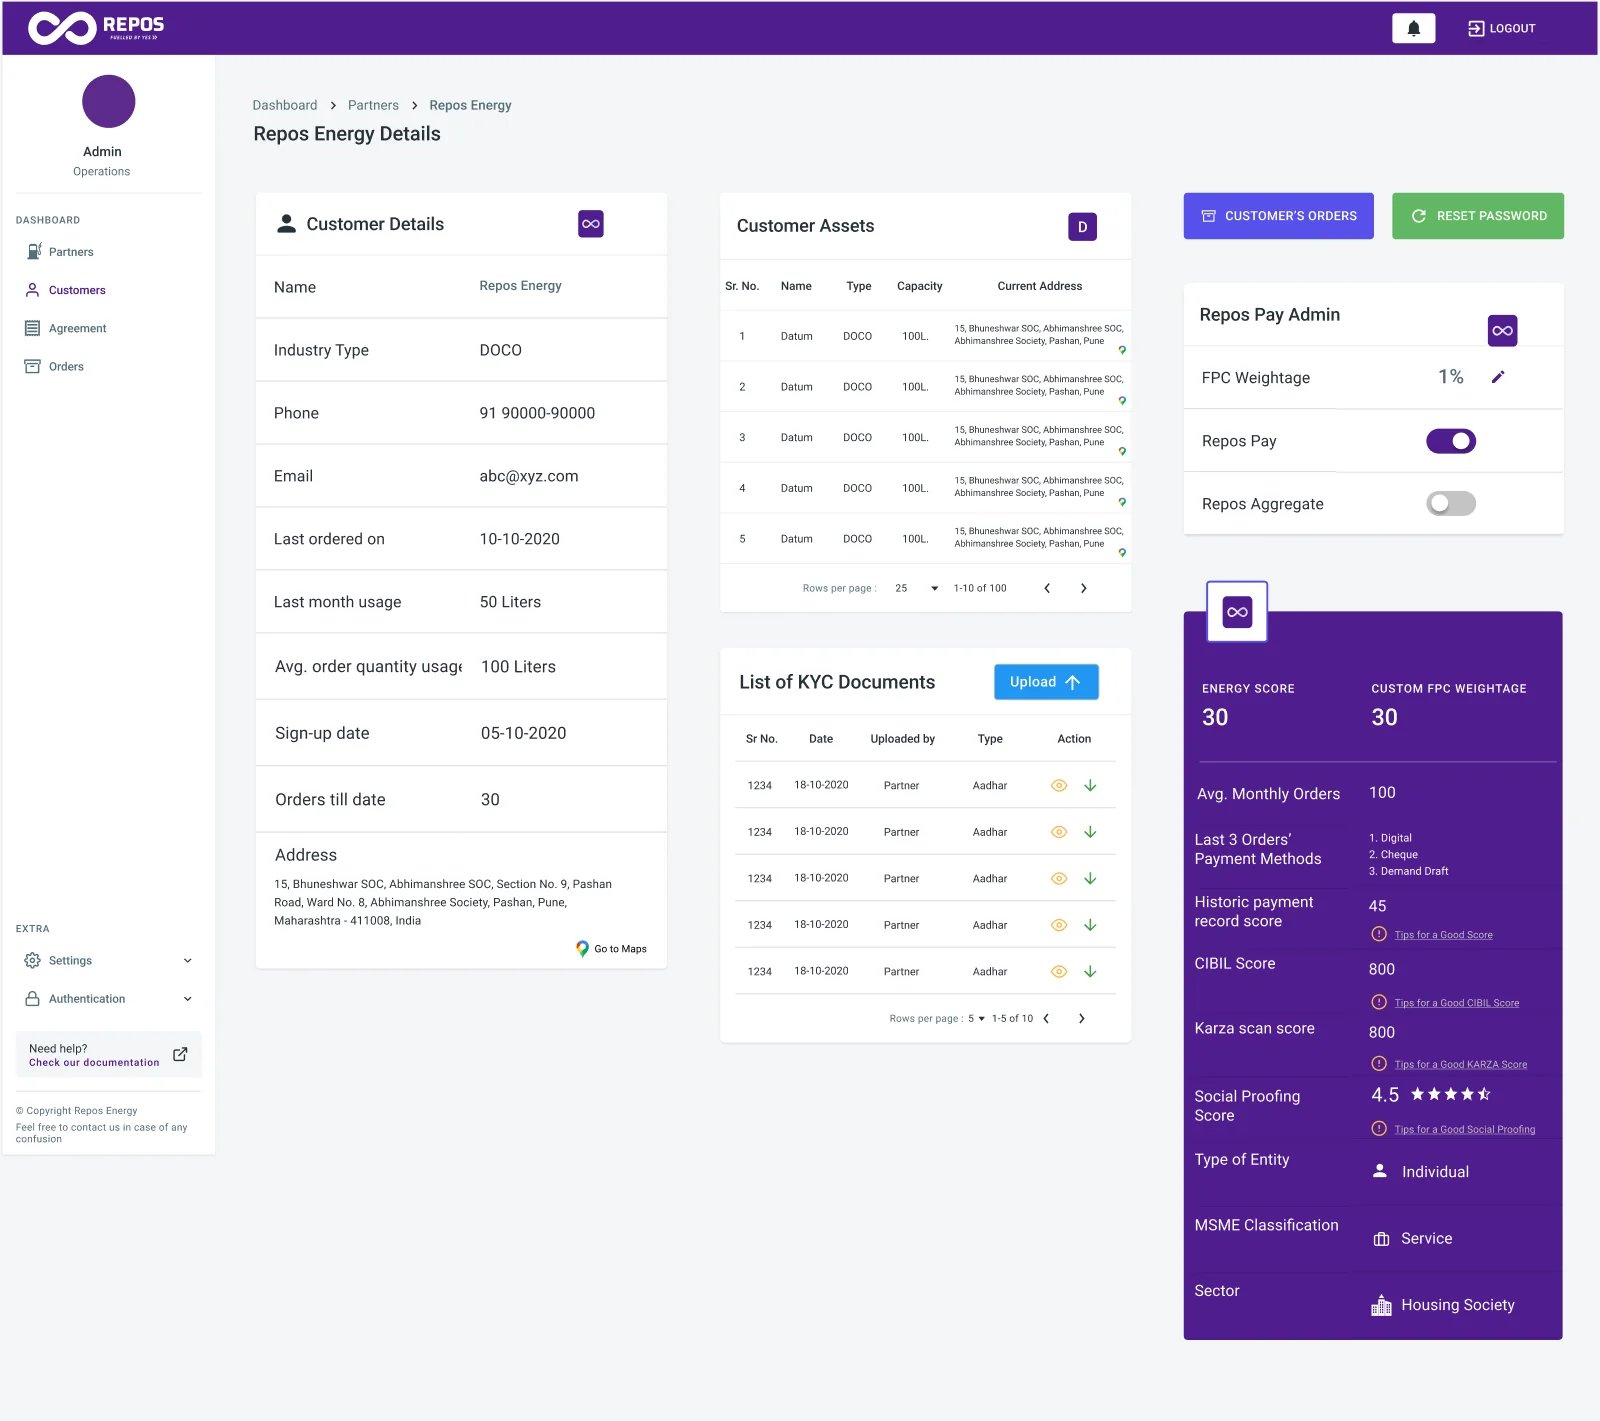 REPOS
FUELLED BY YES
LOGOUT
Admin
Operations
DASHBOARD
Partners
Customers
Agreement
Orders
EXTRA
Settings
Authentication
Need help?
Check our documentation
© Copyright Repos Energy
Feel free to contact us in case of any
confusion
Dashboard > Partners > Repos Energy
Repos Energy Details
Customer Details
Name Repos Energy
Industry Type DOCO
Phone 91 90000-90000
Email abc@xyz.com
Last ordered on 10-10-2020
Last month usage 50 Liters
Avg. order quantity usage 100 Liters
Sign-up date 05-10-2020
Orders till date 30
Address
15, Bhuneshwar SOC, Abhimanshree SOC, Section No. 9, Pashan
Road, Ward No. 8, Abhimanshree Society, Pashan, Pune,
Maharashtra - 411008, India
Go to Maps
Customer Assets D
Sr. No. Name Type Capacity Current Address
1 Datum DOCO 100L. 15, Bhuneshwar SOC, Abhimanshree SOC,
Abhimanshree Society, Pashan, Pune
2 Datum DOCO 100L. 15, Bhuneshwar SOC, Abhimanshree SOC,
Abhimanshree Society, Pashan, Pune
3 Datum DOCO 100L. 15, Bhuneshwar SOC, Abhimanshree SOC,
Abhimanshree Society, Pashan, Pune
4 Datum DOCO 100L. 15, Bhuneshwar SOC, Abhimanshree SOC,
Abhimanshree Society, Pashan, Pune
5 Datum DOCO 100L. 15, Bhuneshwar SOC, Abhimanshree SOC,
Abhimanshree Society, Pashan, Pune
Rows per page : 25 1-10 of 100
List of KYC Documents Upload
Sr No. Date Uploaded by Type Action
1234 18-10-2020 Partner Aadhar
1234 18-10-2020 Partner Aadhar
1234 18-10-2020 Partner Aadhar
1234 18-10-2020 Partner Aadhar
1234 18-10-2020 Partner Aadhar
Rows per page : 5 1-5 of 10
CUSTOMER'S ORDERS RESET PASSWORD
Repos Pay Admin
FPC Weightage 1%
Repos Pay
Repos Aggregate
ENERGY SCORE CUSTOM FPC WEIGHTAGE
30 30
Avg. Monthly Orders 100
Last 3 Orders'
Payment Methods
1. Digital
2. Cheque
3. Demand Draft
Historic payment
record score
45
Tips for a Good Score
CIBIL Score 800
Tips for a Good CIBIL Score
Karza scan score 800
Tips for a Good KARZA Score
Social Proofing
Score
4.5
Tips for a Good Social Proofing
Type of Entity Individual
MSME Classification Service
Sector Housing Society